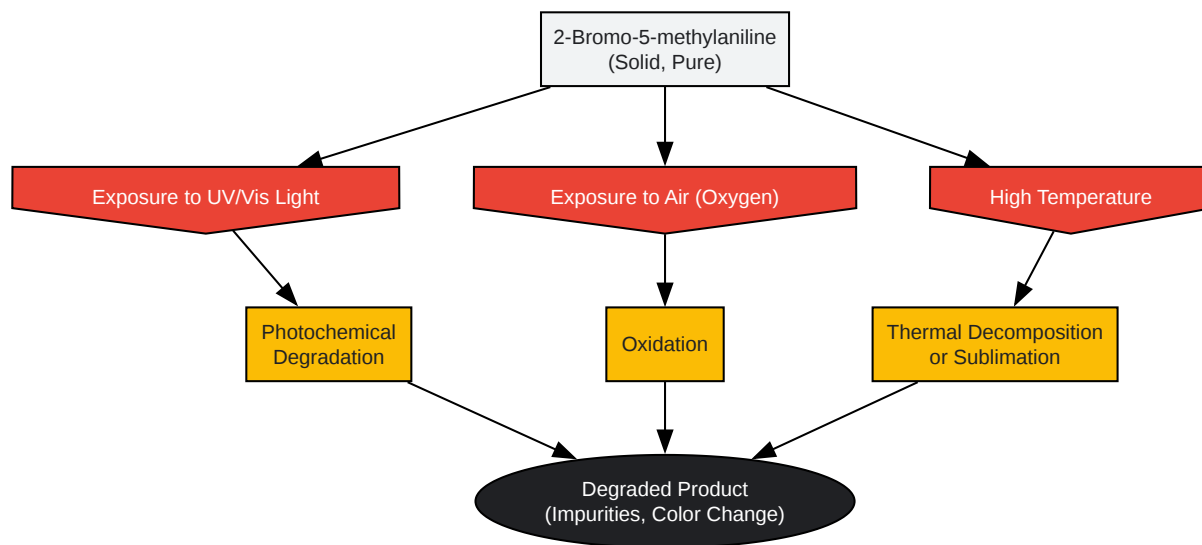 2-Bromo-5-methylaniline
(Solid, Pure)
Exposure to UV/Vis Light
Exposure to Air (Oxygen)
High Temperature
Photochemical
Degradation
Oxidation
Thermal Decomposition
or Sublimation
Degraded Product
(Impurities, Color Change)